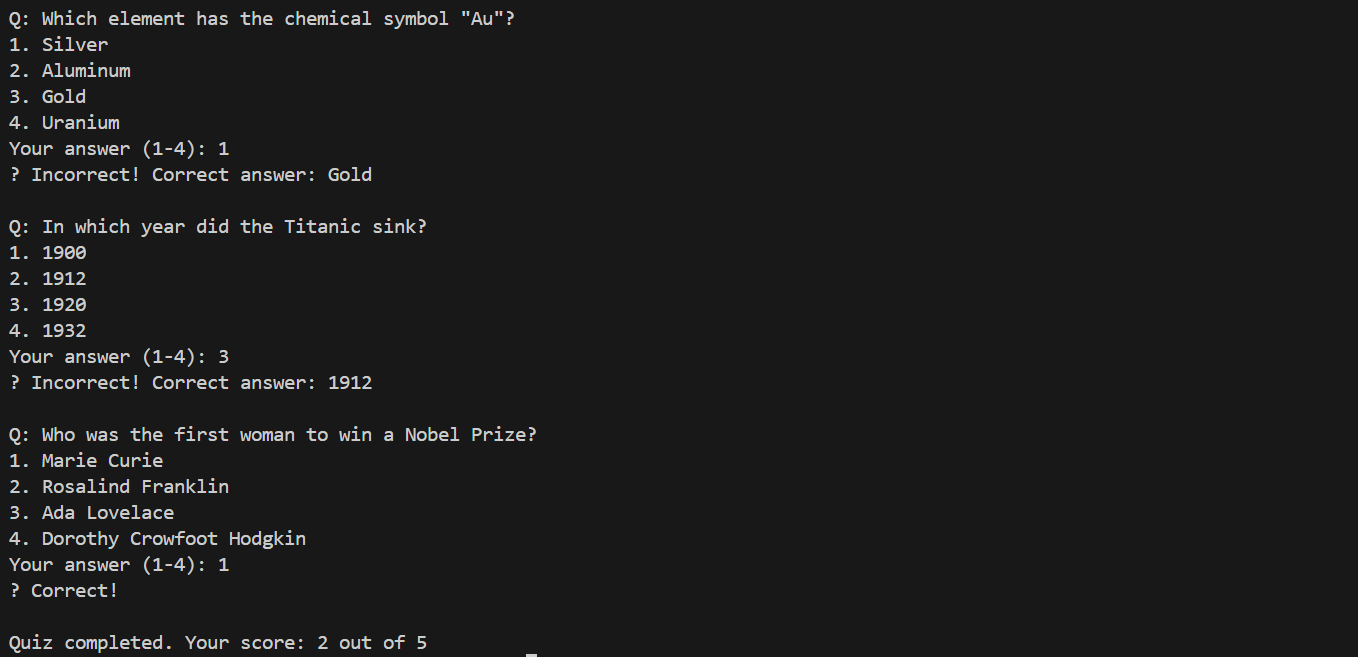 Q: Which element has the chemical symbol "Au"?
1. Silver
2. Aluminum
3. Gold
4. Uranium
Your answer (1-4): 1
? Incorrect! Correct answer: Gold
Q: In which year did the Titanic sink?
1. 1900
2. 1912
3. 1920
4. 1932
Your answer (1-4): 3
? Incorrect! Correct answer: 1912
Q: Who was the first woman to win a Nobel Prize?
1. Marie Curie
2. Rosalind Franklin
3. Ada Lovelace
4. Dorothy Crowfoot Hodgkin
Your answer (1-4): 1
? Correct!
Quiz completed. Your score: 2 out of 5